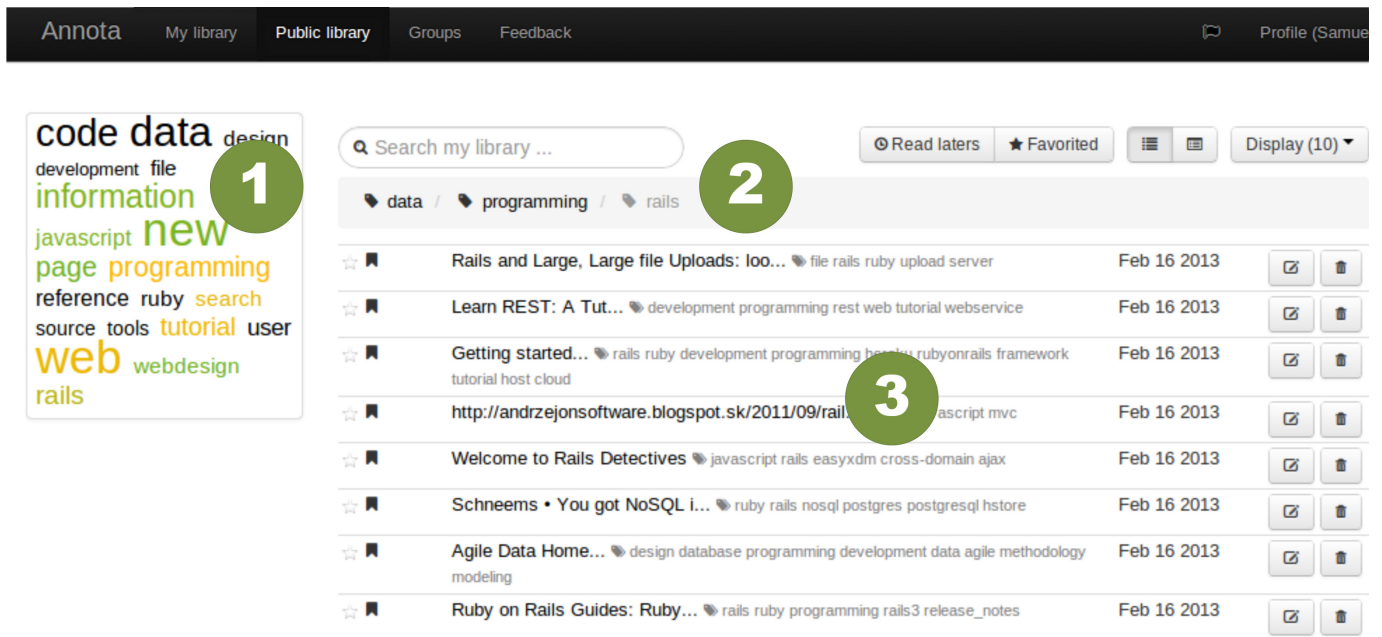 Annota My library Public library Groups Feedback Profile (Samue
code data design
development file
information
javascript new
page programming
reference ruby search
source tools tutorial user
web webdesign
rails
1
Search my library ...
Read laters Favorited Display (10)
data / programming / rails
2
Rails and Large, Large file Uploads: loo... file rails ruby upload server Feb 16 2013
Learn REST: A Tut... development programming rest web tutorial webservice Feb 16 2013
Getting started... rails ruby development programming heroku rubyonrails framework Feb 16 2013
tutorial host cloud
3
http://andrzejonsoftware.blogspot.sk/2011/09/rail. ascript mvc Feb 16 2013
Welcome to Rails Detectives javascript rails easyxdm cross-domain ajax Feb 16 2013
Schneems • You got NoSQL i... ruby rails nosql postgres postgresql hstore Feb 16 2013
Agile Data Home... design database programming development data agile methodology Feb 16 2013
modeling
Ruby on Rails Guides: Ruby... rails ruby programming rails3 release_notes Feb 16 2013